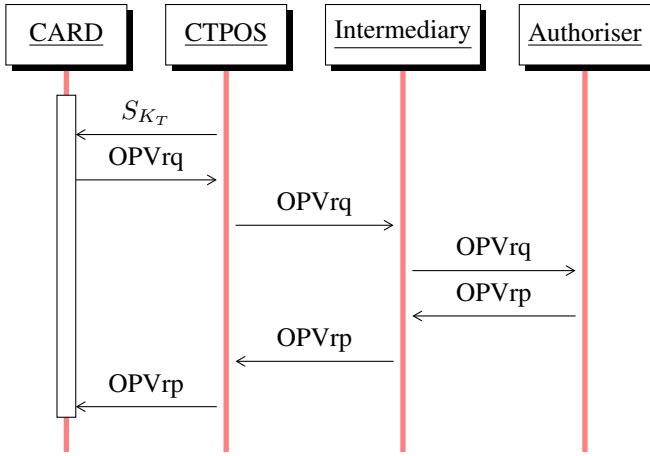 CARD
CTPOS
Intermediary
Authoriser
S_{K_T}
OPVrq
OPVrq
OPVrq
OPVrp
OPVrp
OPVrp